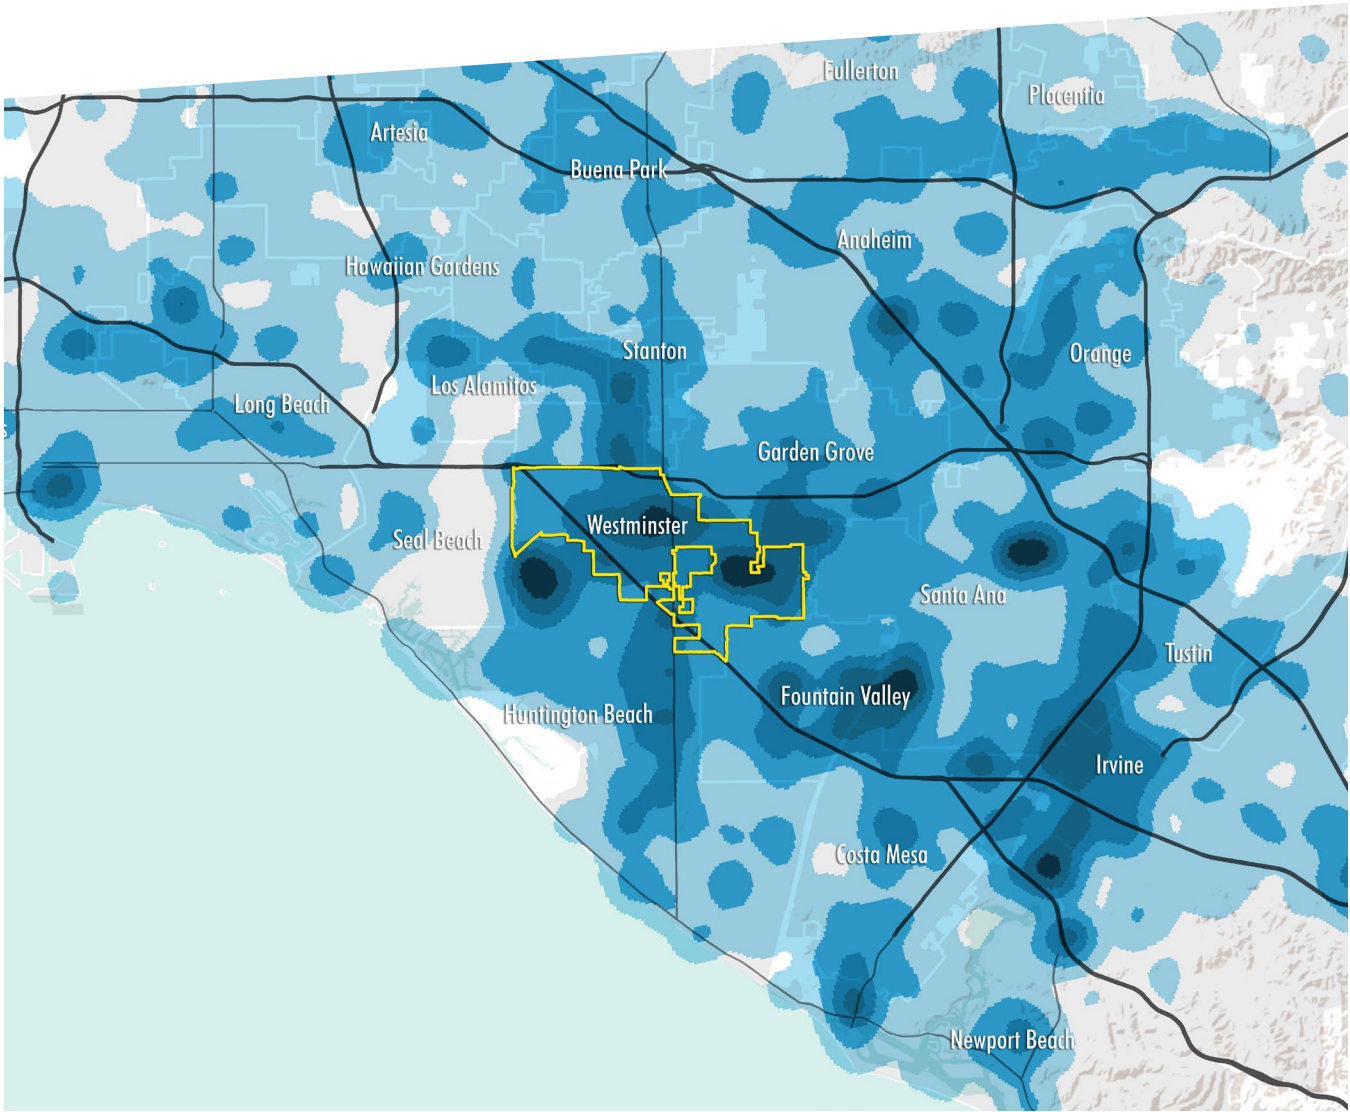 Fullerton
Placentia
Artesia
Buena Park
Anaheim
Hawaiian Gardens
Stanton
Orange
Los Alamitos
Long Beach
s
Garden Grove
Westminster
Seal Beach
Santa Ana
Tustin
Fountain Valley
Huntington Beach
Irvine
Costa Mesa
Newport Beach